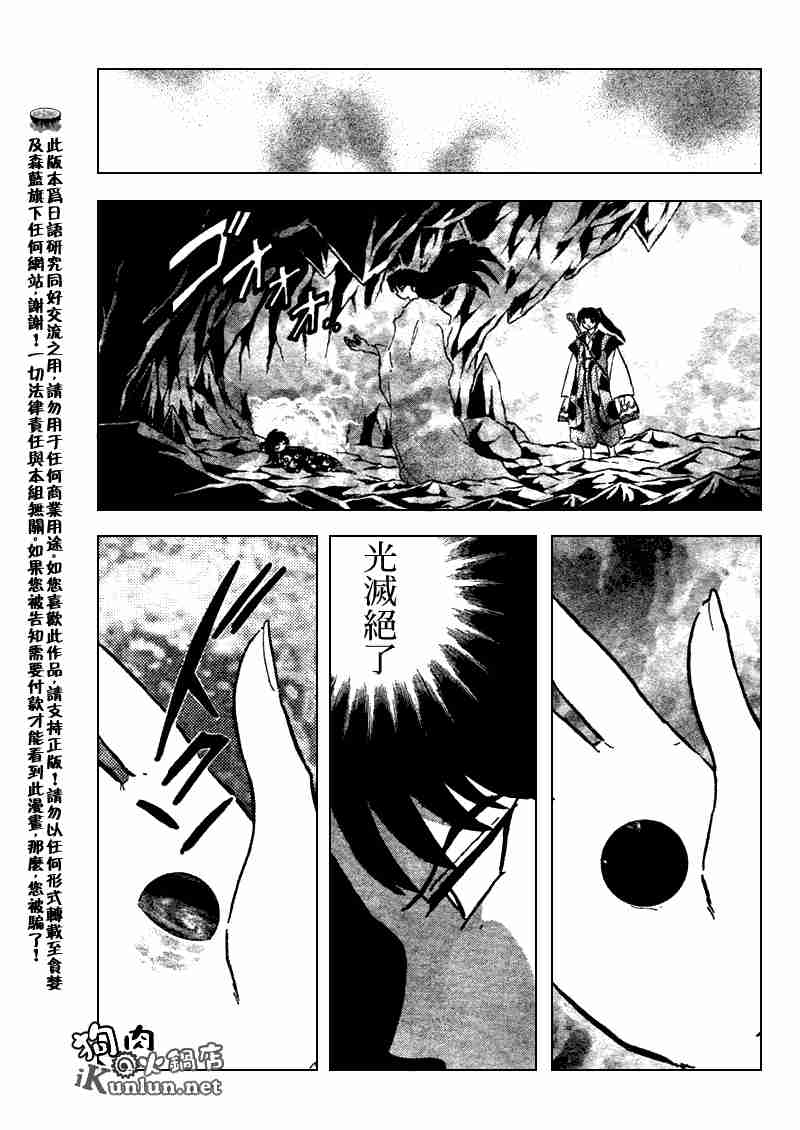 ゴオオオ
光滅絕了
スゥッ
此版本爲日語研究同好交流之用，請勿用于任何商業用途。如您喜歡此作品，請支持正版！請勿以任何形式轉載至貪婪
及森藍旗下任何網站，謝謝！一切法律責任與本組無關。如果您被告知需要付款才能看到此漫畫，那麽，您被騙了！
狗肉
火鍋店
iKunlun.net